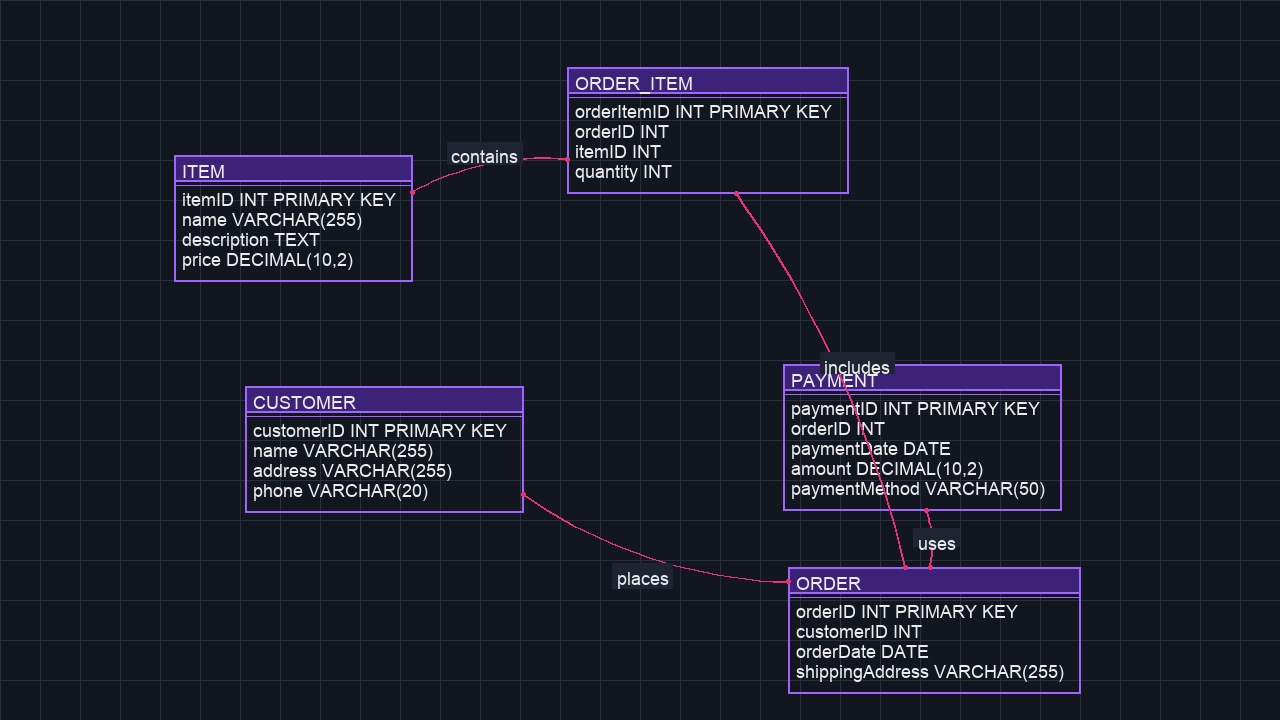 ORDER_ITEM
orderItemID INT PRIMARY KEY
orderID INT
itemID INT
quantity INT
contains
ITEM
itemID INT PRIMARY KEY
name VARCHAR(255)
description TEXT
price DECIMAL(10,2)
includes
PAYMENT
paymentID INT PRIMARY KEY
orderID INT
paymentDate DATE
amount DECIMAL(10,2)
paymentMethod VARCHAR(50)
CUSTOMER
customerID INT PRIMARY KEY
name VARCHAR(255)
address VARCHAR(255)
phone VARCHAR(20)
uses
places
ORDER
orderID INT PRIMARY KEY
customerID INT
orderDate DATE
shippingAddress VARCHAR(255)